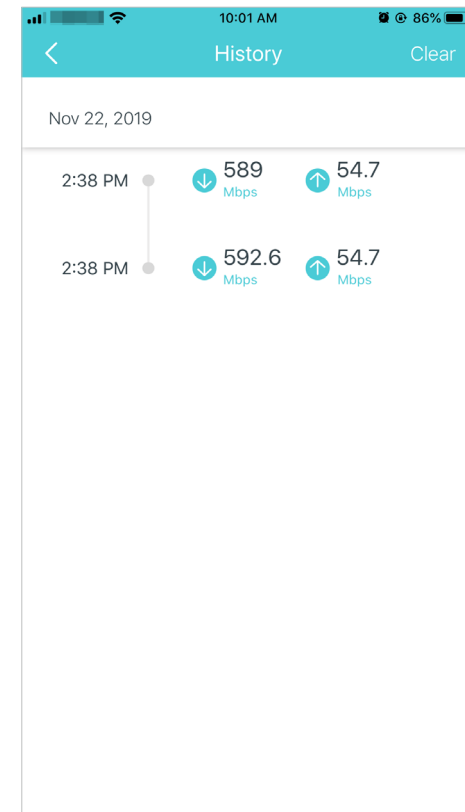 10:01 AM 86%
History Clear
Nov 22, 2019
2:38 PM 589 Mbps 54.7 Mbps
2:38 PM 592.6 Mbps 54.7 Mbps